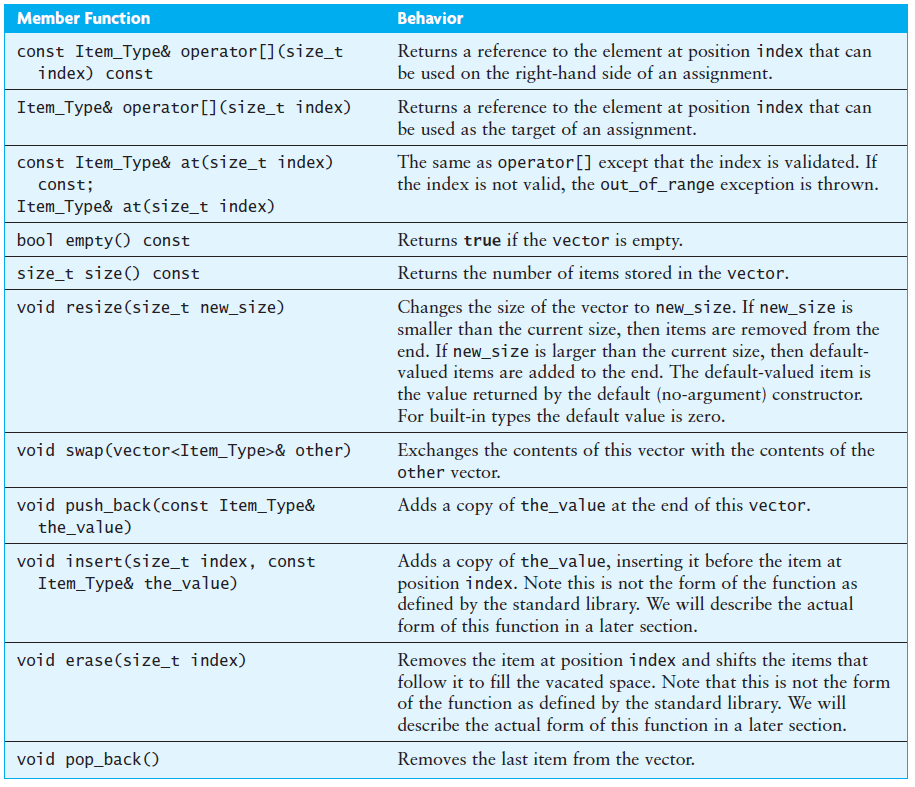 Member Function Behavior
const Item_Type& operator[](size_t
index) const
Returns a reference to the element at position index that can
be used on the right-hand side of an assignment.
Item_Type& operator[](size_t index)
Returns a reference to the element at position index that can
be used as the target of an assignment.
const Item_Type& at(size_t index)
const;
Item_Type& at(size_t index)
The same as operator[] except that the index is validated. If
the index is not valid, the out_of_range exception is thrown.
bool empty() const
Returns true if the vector is empty.
size_t size() const
Returns the number of items stored in the vector.
void resize(size_t new_size)
Changes the size of the vector to new_size. If new_size is
smaller than the current size, then items are removed from the
end. If new_size is larger than the current size, then default-
valued items are added to the end. The default-valued item is
the value returned by the default (no-argument) constructor.
For built-in types the default value is zero.
void swap(vector<Item_Type>& other)
Exchanges the contents of this vector with the contents of the
other vector.
void push_back(const Item_Type&
the_value)
Adds a copy of the_value at the end of this vector.
void insert(size_t index, const
Item_Type& the_value)
Adds a copy of the_value, inserting it before the item at
position index. Note this is not the form of the function as
defined by the standard library. We will describe the actual
form of this function in a later section.
void erase(size_t index)
Removes the item at position index and shifts the items that
follow it to fill the vacated space. Note that this is not the form
of the function as defined by the standard library. We will
describe the actual form of this function in a later section.
void pop_back()
Removes the last item from the vector.